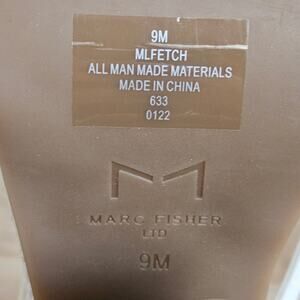 9M
MLFETCH
ALL MAN MADE MATERIALS
MADE IN CHINA
633
0122
MARC FISHER
LTD
9M